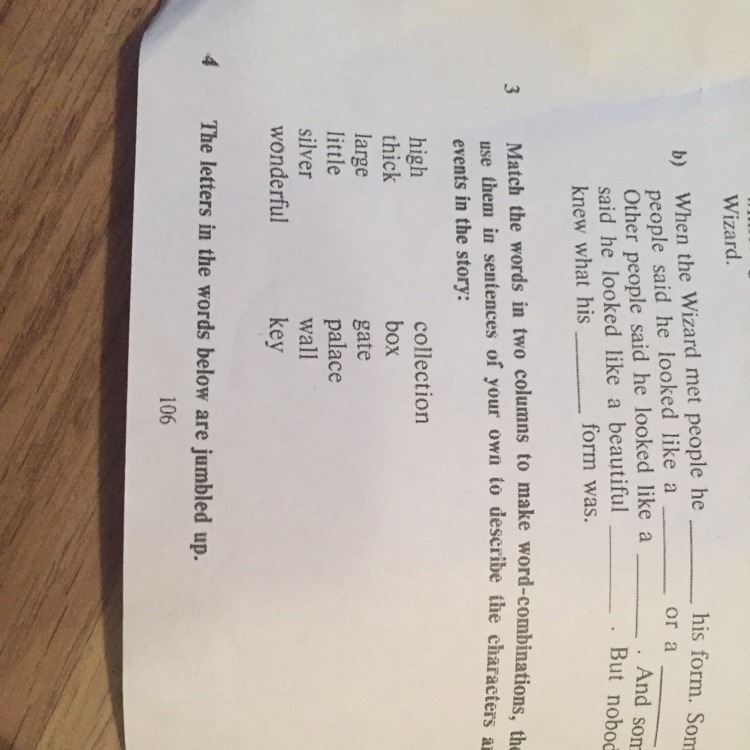 Wizard.
b) When the Wizard met people he ______ his form. Som
people said he looked like a ______ or a ______
Other people said he looked like a ______. And som
said he looked like a beautiful ______. But nobod
knew what his ______ form was.
3 Match the words in two columns to make word-combinations, the
use them in sentences of your own to describe the characters a
events in the story:
high collection
thick box
large gate
little palace
silver wall
wonderful key
4 The letters in the words below are jumbled up.
106